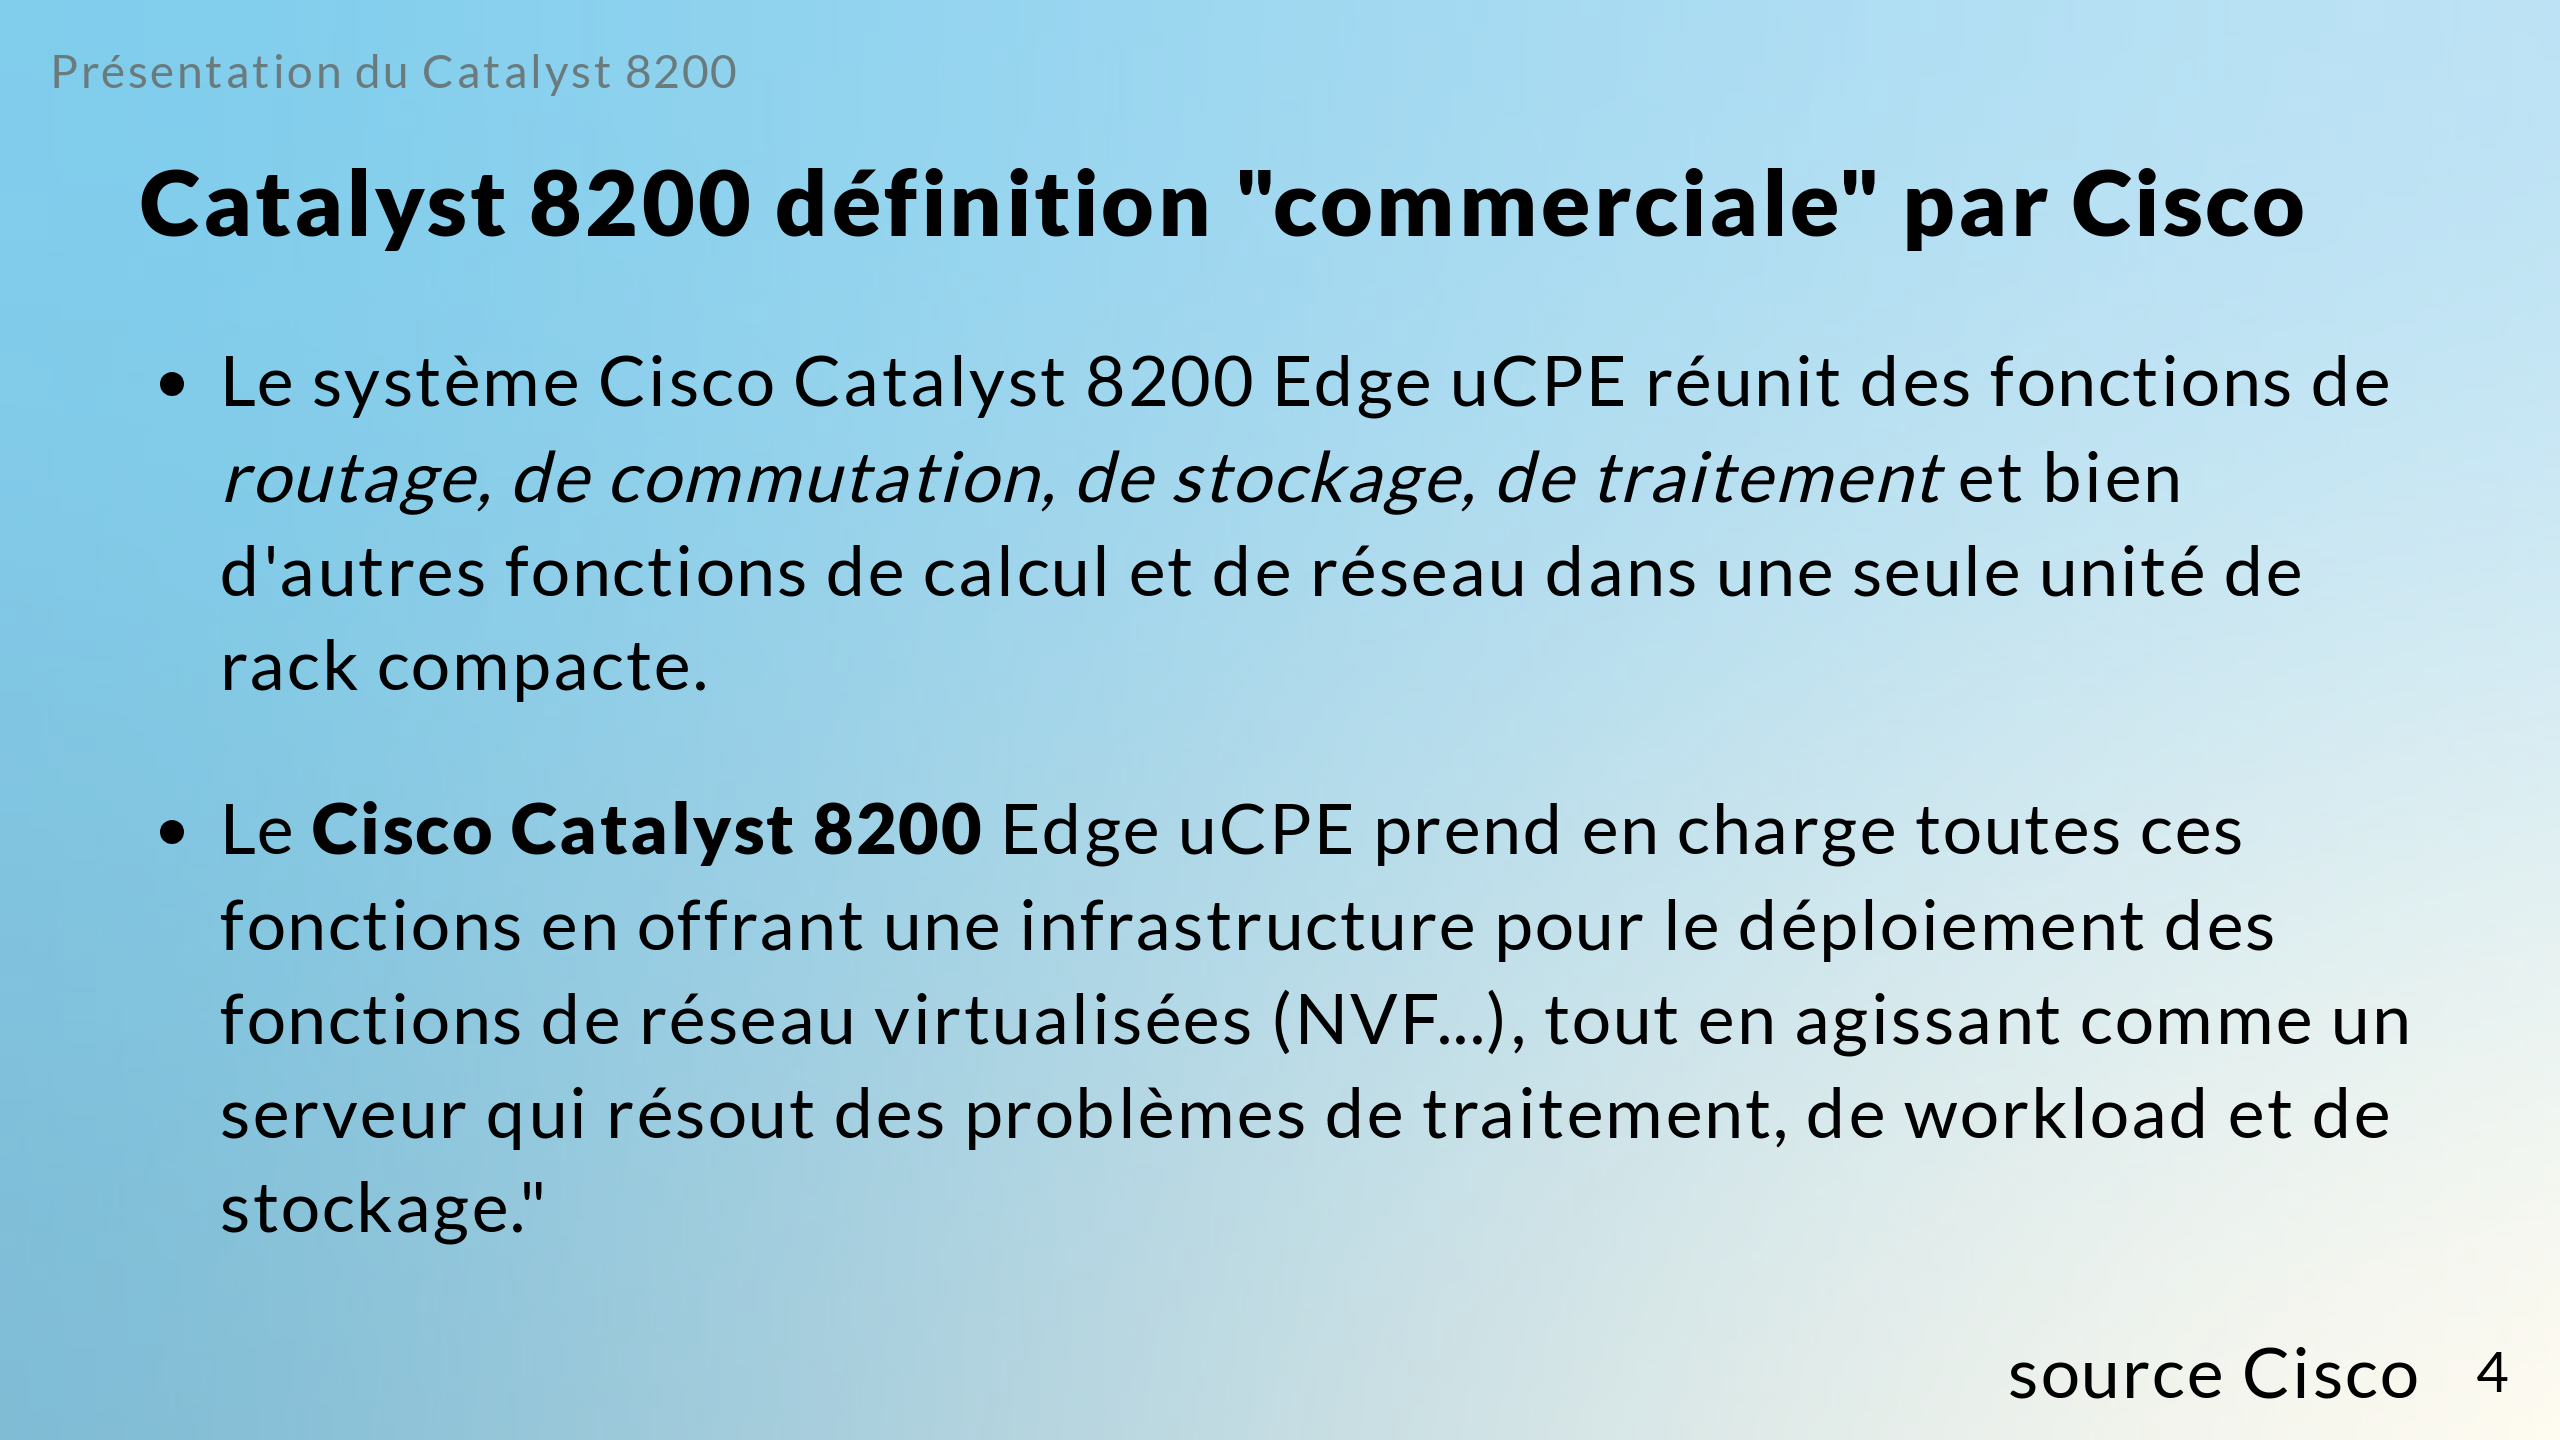 Présentation du Catalyst 8200
Catalyst 8200 définition "commerciale" par Cisco
• Le système Cisco Catalyst 8200 Edge uCPE réunit des fonctions de
routage, de commutation, de stockage, de traitement et bien
d'autres fonctions de calcul et de réseau dans une seule unité de
rack compacte.
• Le Cisco Catalyst 8200 Edge uCPE prend en charge toutes ces
fonctions en offrant une infrastructure pour le déploiement des
fonctions de réseau virtualisées (NVF...), tout en agissant comme un
serveur qui résout des problèmes de traitement, de workload et de
stockage."
source Cisco 4